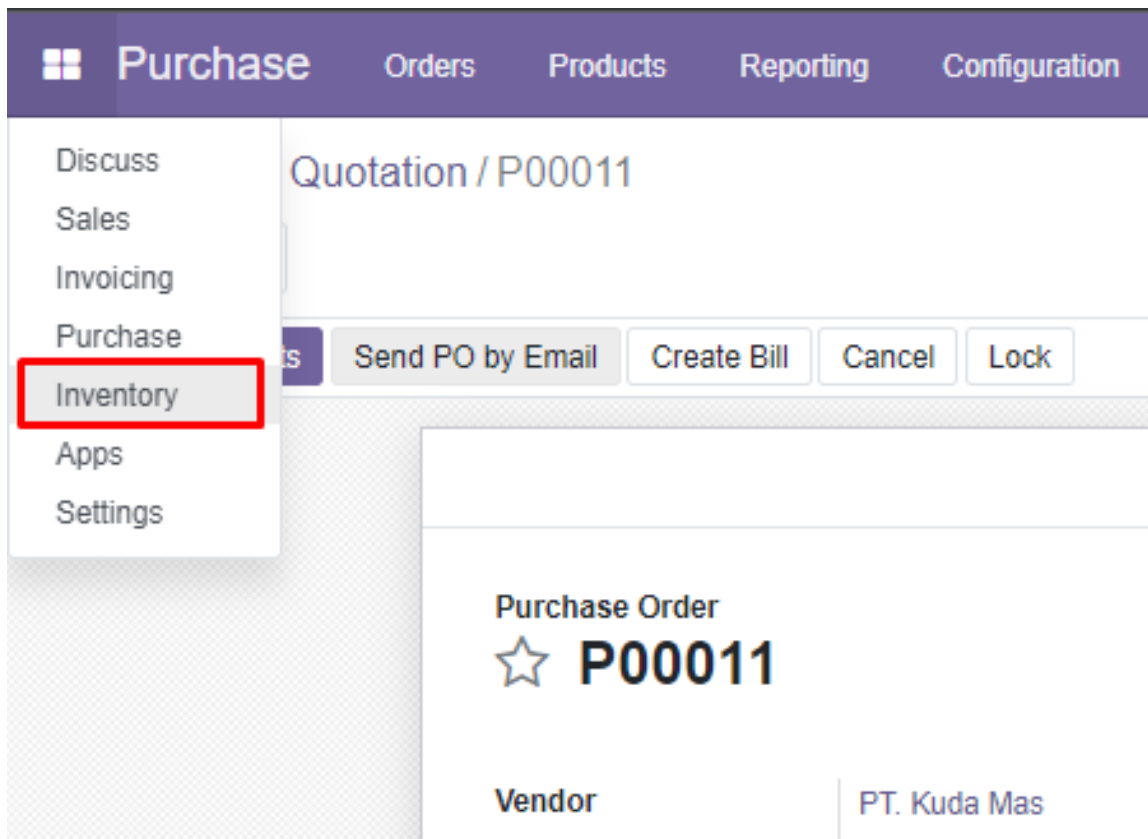 Purchase Orders Products Reporting Configuration
Discuss
Quotation / P00011
Sales
Invoicing
Purchase
Send PO by Email Create Bill Cancel Lock
Inventory
Apps
Settings
Purchase Order
P00011
Vendor PT. Kuda Mas